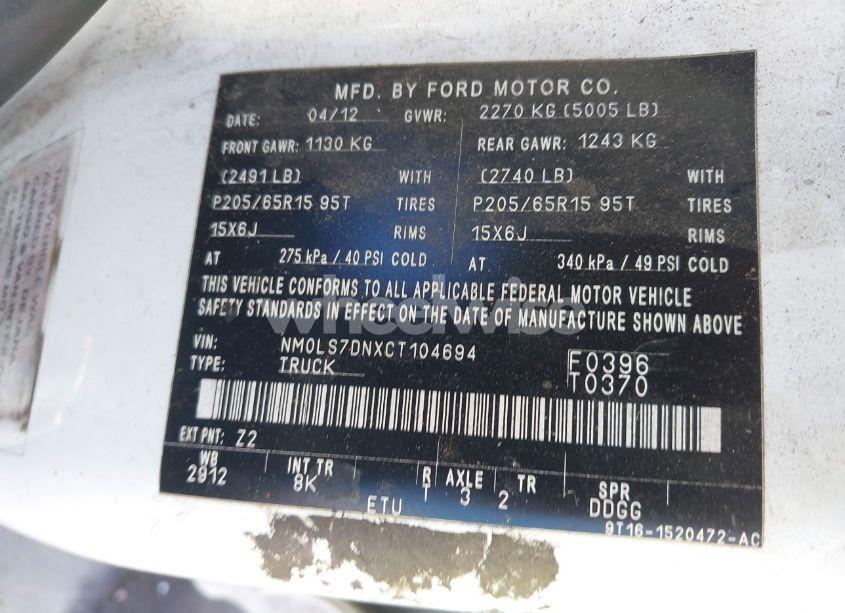 MFD. BY FORD MOTOR CO.
DATE: 04/12 GVWR: 2270 KG (5005 LB)
FRONT GAWR: 1130 KG REAR GAWR: 1243 KG
(2491 LB) WITH (2740 LB) WITH
P205/65R15 95T TIRES P205/65R15 95T TIRES
15X6J RIMS 15X6J RIMS
AT 275 kPa / 40 PSI COLD AT 340 kPa / 49 PSI COLD
THIS VEHICLE CONFORMS TO ALL APPLICABLE FEDERAL MOTOR VEHICLE
SAFETY STANDARDS IN EFFECT ON THE DATE OF MANUFACTURE SHOWN ABOVE
VIN: NM0LS7DNXCT104694 F0396
TYPE: TRUCK T0370
EXT PNT: Z2
WB INT TR R AXLE TR SPR
2912 8K T 3 2 DDGG
ETU
9T16-1520472-AC